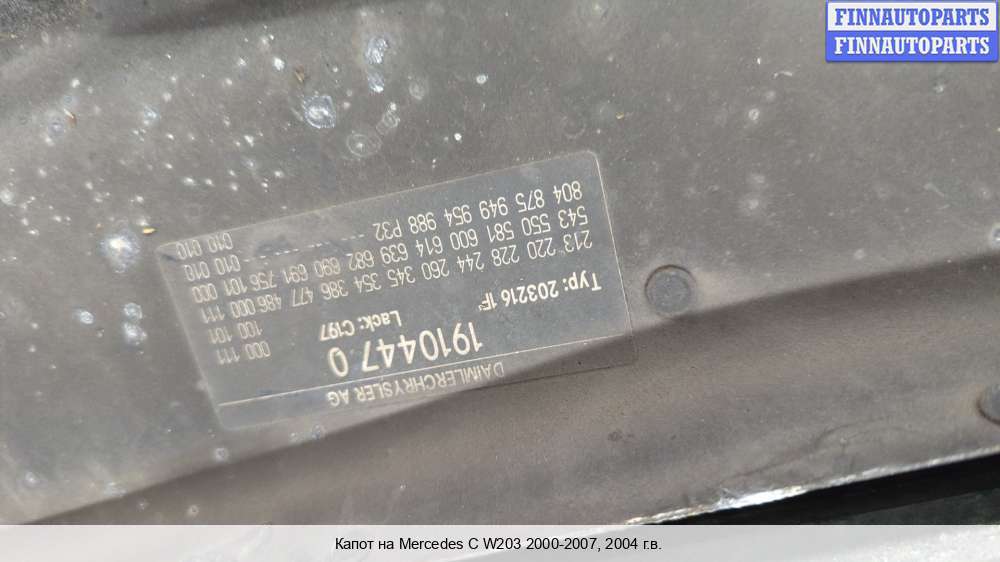 FINNAUTOPARTS
FINNAUTOPARTS
DAIMLERCHRYSLER AG
1910447 0
Lack: C197
000 111
Typ: 203216 1F
100 101
213 220 228 244 260 345 354 386 477 486 000 111
543 550 581 600 614 639 682 690 691 756 101 000
804 875 949 954 988 P32 010 010
010 010
Капот на Mercedes C W203 2000-2007, 2004 г.в.